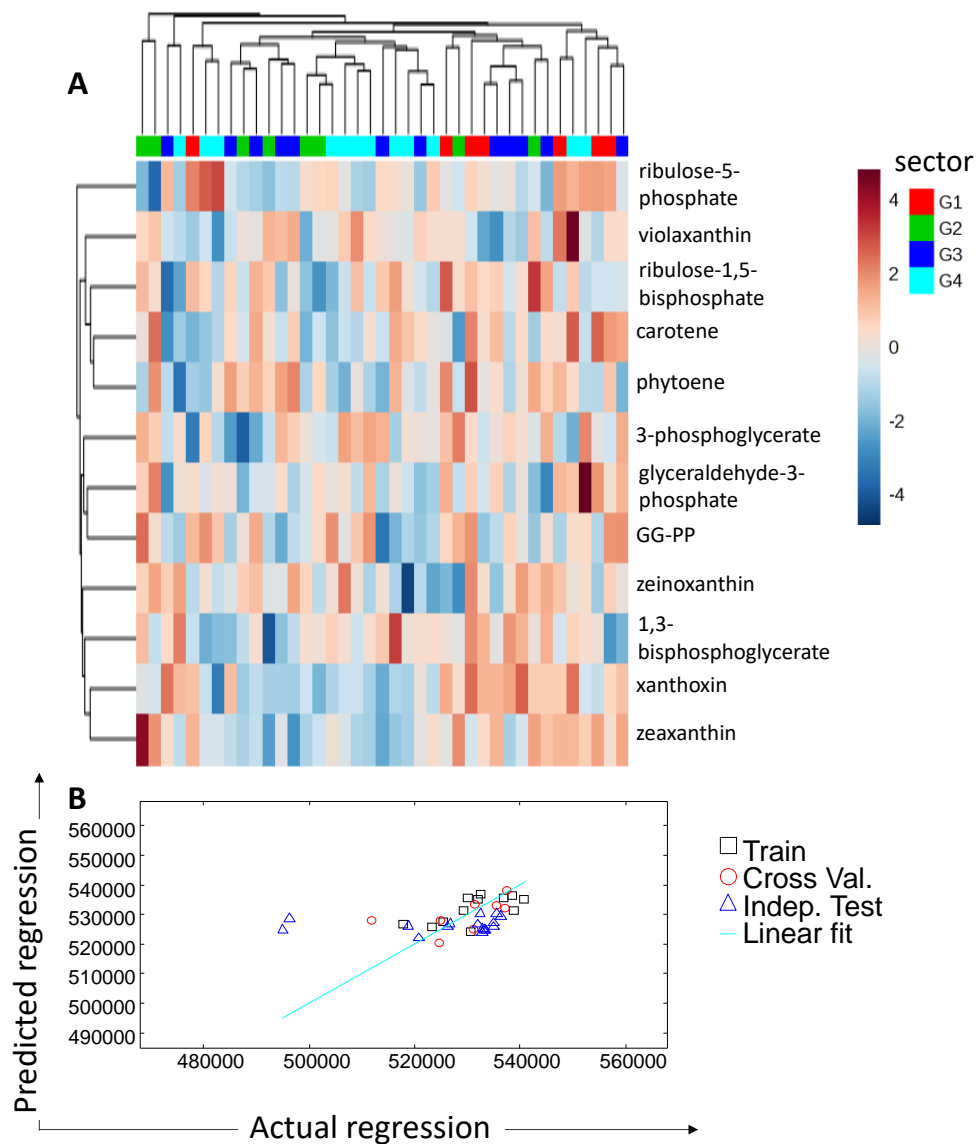 A
sector
G1
G2
G3
G4
4
2
0
-2
-4
ribulose-5-
phosphate
violaxanthin
ribulose-1,5-
bisphosphate
carotene
phytoene
3-phosphoglycerate
glyceraldehyde-3-
phosphate
GG-PP
zeinoxanthin
1,3-
bisphosphoglycerate
xanthoxin
zeaxanthin
B
Predicted regression
560000
550000
540000
530000
520000
510000
500000
490000
480000 500000 520000 540000 560000
Actual regression
Train
Cross Val.
Indep. Test
Linear fit